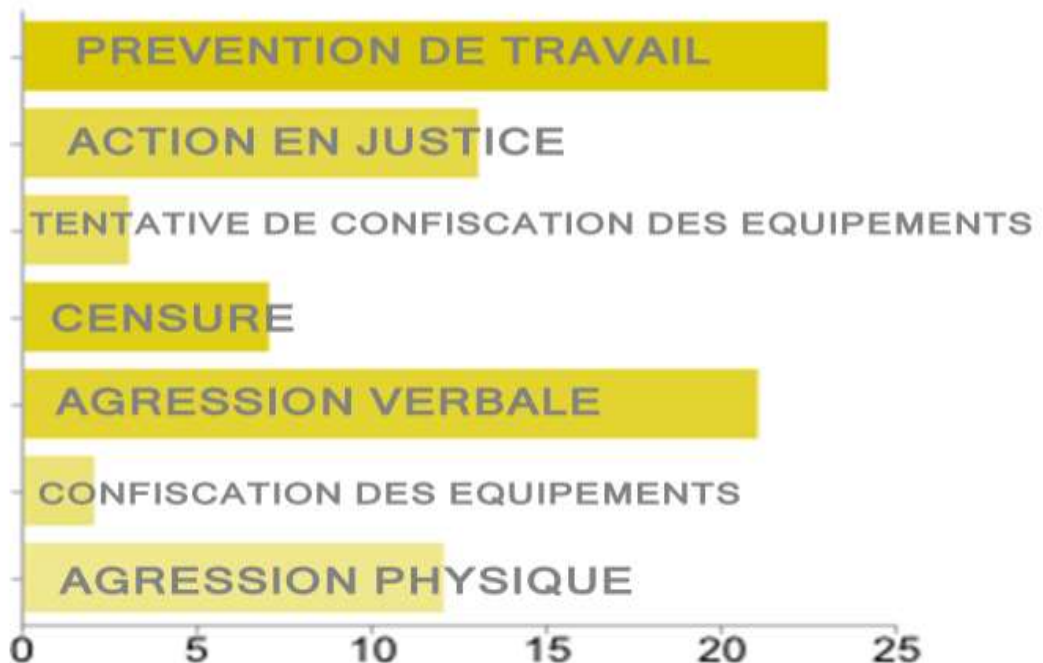 PREVENTION DE TRAVAIL
ACTION EN JUSTICE
TENTATIVE DE CONFISCATION DES EQUIPEMENTS
CENSURE
AGRESSION VERBALE
CONFISCATION DES EQUIPEMENTS
AGRESSION PHYSIQUE
0 5 10 15 20 25